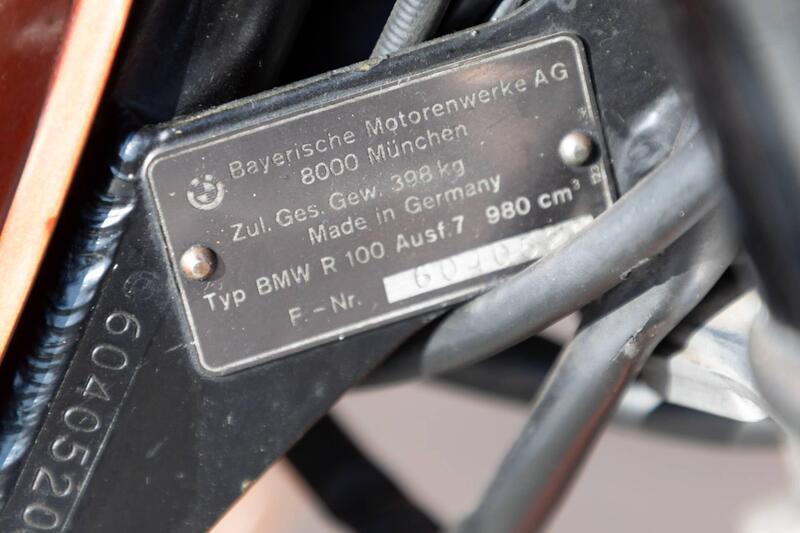 Bayerische Motorenwerke AG
8000 München
Zul. Ges. Gew. 398 kg
Made in Germany
Typ BMW R 100 Ausf.7 980 cm³
F.-Nr.
6040520